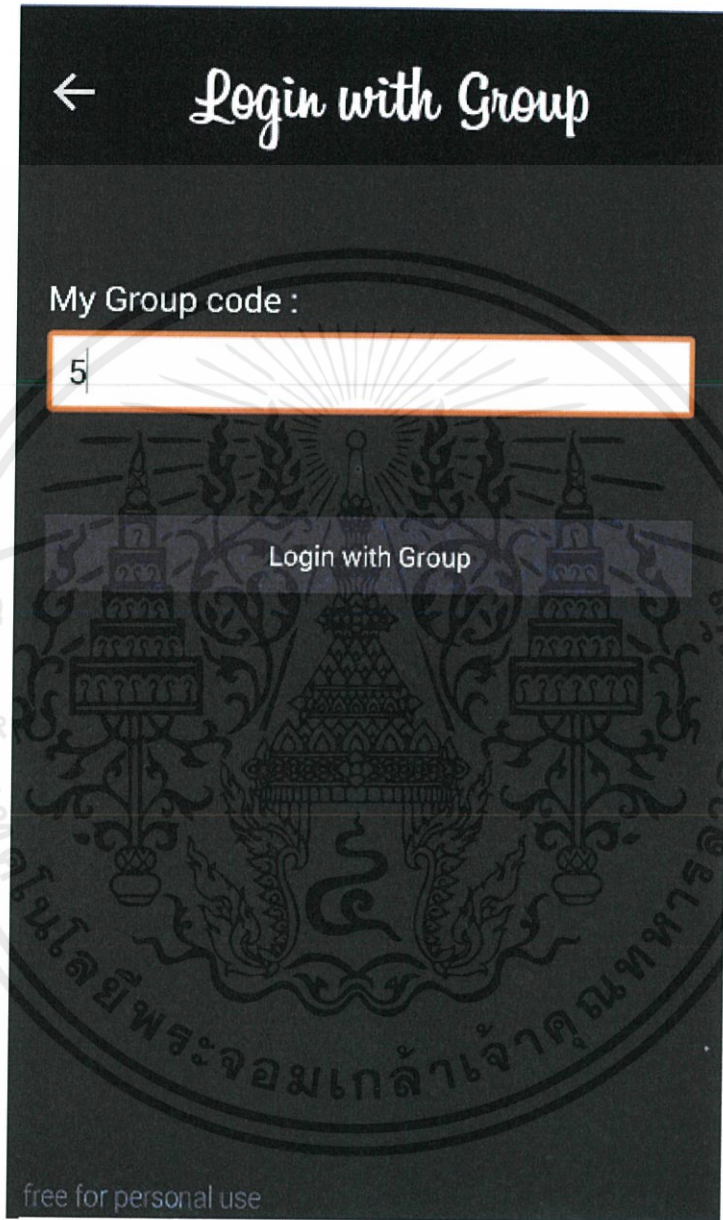 ← Login with Group
My Group code :
5
Login with Group
free for personal use
โนโลยีพระจอมเกล้าเจ้าคุณทหารล